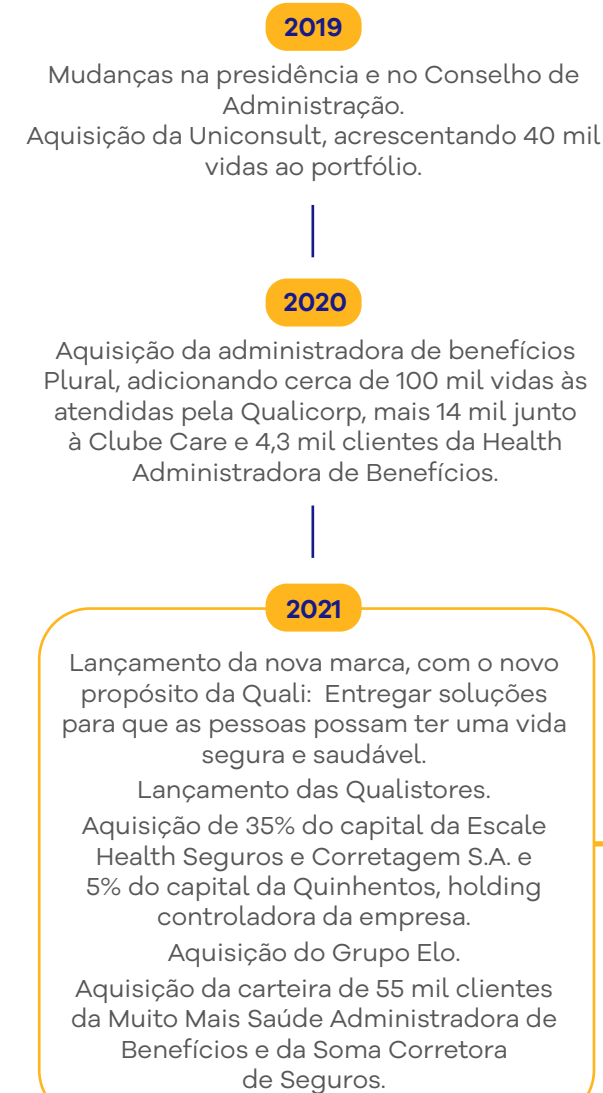 2019
Mudanças na presidência e no Conselho de
Administração.
Aquisição da Uniconsult, acrescentando 40 mil
vidas ao portfólio.
2020
Aquisição da administradora de benefícios
Plural, adicionando cerca de 100 mil vidas às
atendidas pela Qualicorp, mais 14 mil junto
à Clube Care e 4,3 mil clientes da Health
Administradora de Benefícios.
2021
Lançamento da nova marca, com o novo
propósito da Quali:  Entregar soluções
para que as pessoas possam ter uma vida
segura e saudável.
Lançamento das Qualistores.
Aquisição de 35% do capital da Escale
Health Seguros e Corretagem S.A. e
5% do capital da Quinhentos, holding
controladora da empresa.
Aquisição do Grupo Elo.
Aquisição da carteira de 55 mil clientes
da Muito Mais Saúde Administradora de
Benefícios e da Soma Corretora
de Seguros.